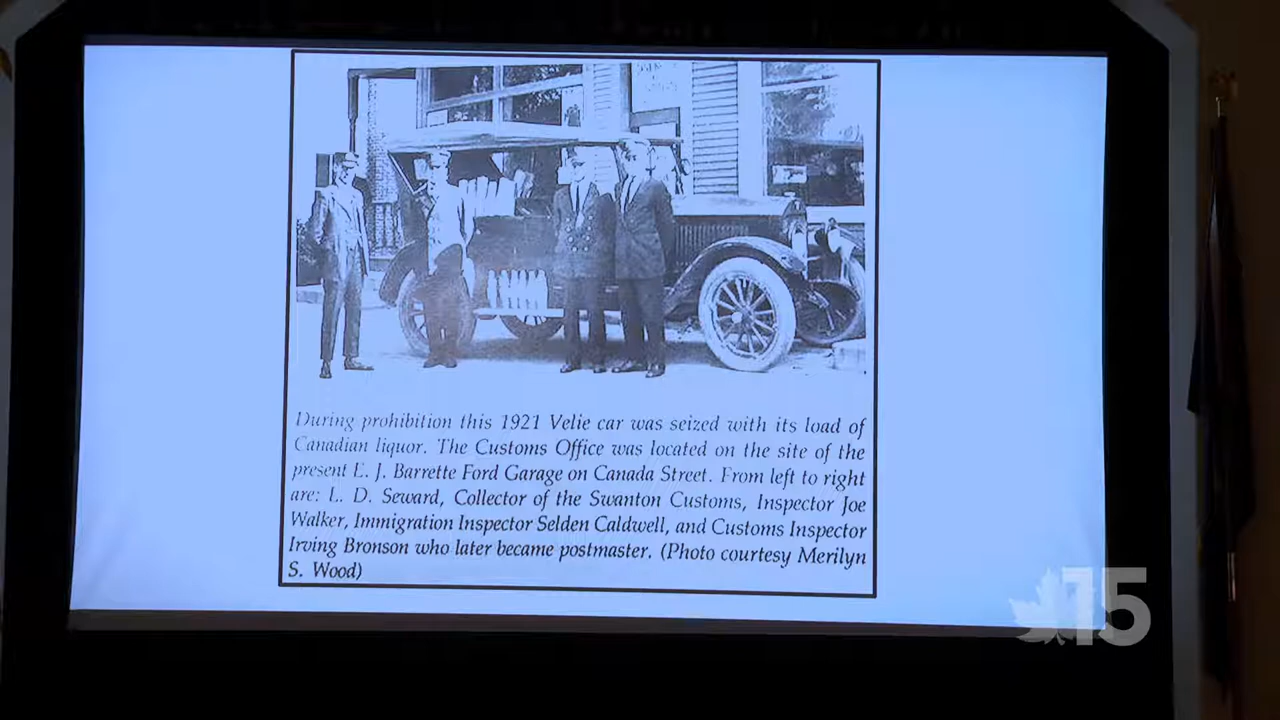 During prohibition this 1921 Velie car was seized with its load of
Canadian liquor. The Customs Office was located on the site of the
present E. J. Barrette Ford Garage on Canada Street. From left to right
are: L. D. Seward, Collector of the Swanton Customs, Inspector Joe
Walker, Immigration Inspector Selden Caldwell, and Customs Inspector
Irving Bronson who later became postmaster. (Photo courtesy Merilyn
S. Wood)
15